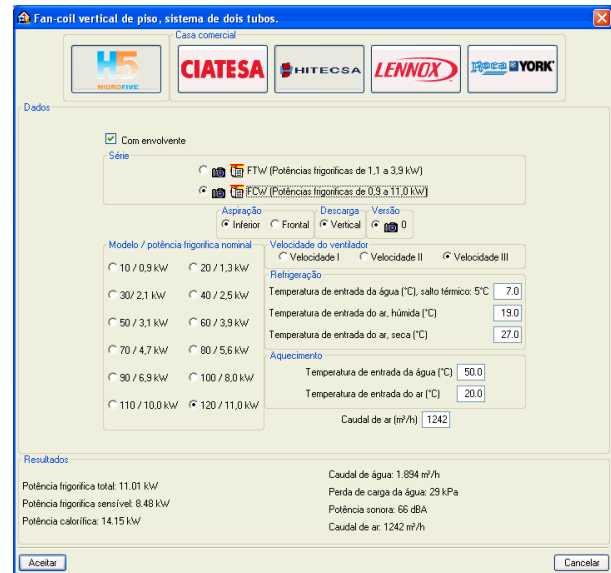 Fan-coil vertical de piso, sistema de dois tubos.
Casa comercial
H5
HIDROFIVE
CIATESA
HITECSA
LENNOX
Roca YORK
Dados
Com envolvente
Série
FTW (Potências frigoríficas de 1,1 a 3,9 kW)
FCW (Potências frigoríficas de 0,9 a 11,0 kW)
Aspiração
Descarga
Versão
Inferior
Frontal
Vertical
0
Modelo / potência frigorífica nominal
Velocidade do ventilador
10 / 0,9 kW
20 / 1,3 kW
30/ 2,1 kW
40 / 2,5 kW
50 / 3,1 kW
60 / 3,9 kW
70 / 4,7 kW
80 / 5,6 kW
90 / 6,9 kW
100 / 8,0 kW
110 / 10,0 kW
120 / 11,0 kW
Velocidade I
Velocidade II
Velocidade III
Refrigeração
Temperatura de entrada da água (°C), salto térmico: 5°C 7.0
Temperatura de entrada do ar, húmida (°C) 19.0
Temperatura de entrada do ar, seca (°C) 27.0
Aquecimento
Temperatura de entrada da água (°C) 50.0
Temperatura de entrada do ar (°C) 20.0
Caudal de ar (m³/h) 1242
Resultados
Potência frigorífica total: 11.01 kW
Potência frigorífica sensível: 8.48 kW
Potência calorífica: 14.15 kW
Caudal de água: 1.894 m³/h
Perda de carga da água: 29 kPa
Potência sonora: 66 dBA
Caudal de ar: 1242 m³/h
Aceitar
Cancelar